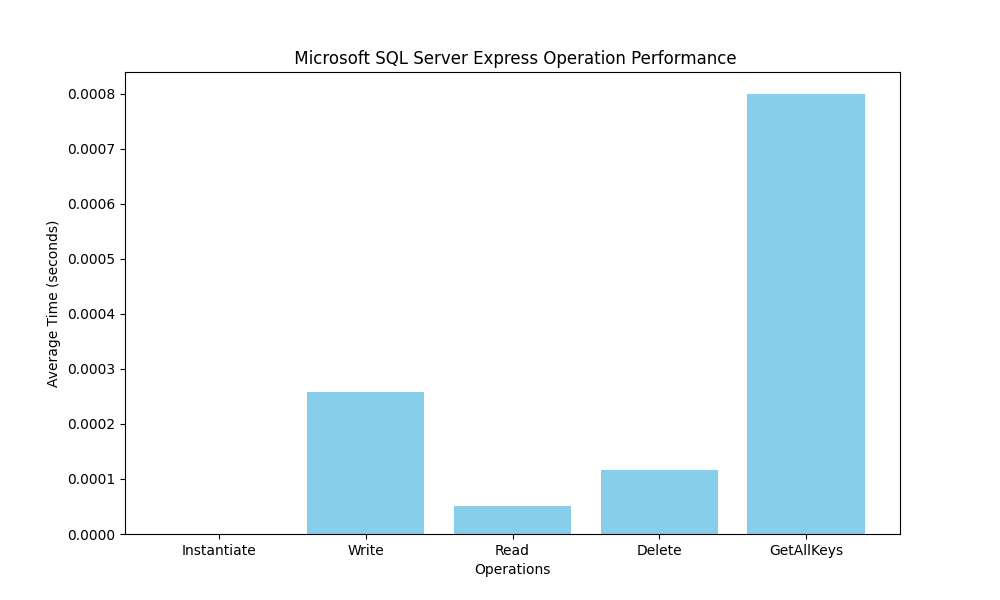 Microsoft SQL Server Express Operation Performance
Average Time (seconds)
0.0008
0.0007
0.0006
0.0005
0.0004
0.0003
0.0002
0.0001
0.0000
Instantiate Write Read Delete GetAllKeys
Operations